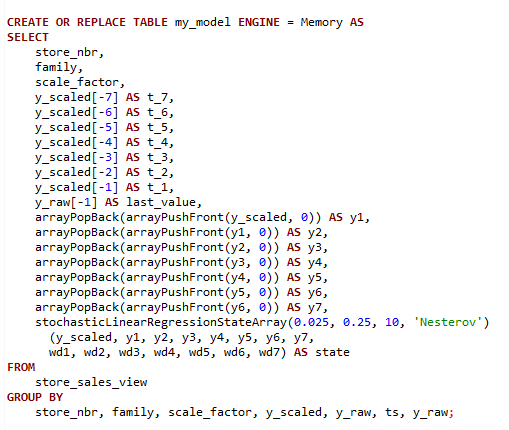 CREATE OR REPLACE TABLE my_model ENGINE = Memory AS
SELECT
    store_nbr,
    family,
    scale_factor,
    y_scaled[-7] AS t_7,
    y_scaled[-6] AS t_6,
    y_scaled[-5] AS t_5,
    y_scaled[-4] AS t_4,
    y_scaled[-3] AS t_3,
    y_scaled[-2] AS t_2,
    y_scaled[-1] AS t_1,
    y_raw[-1] AS last_value,
    arrayPopBack(arrayPushFront(y_scaled, 0)) AS y1,
    arrayPopBack(arrayPushFront(y1, 0)) AS y2,
    arrayPopBack(arrayPushFront(y2, 0)) AS y3,
    arrayPopBack(arrayPushFront(y3, 0)) AS y4,
    arrayPopBack(arrayPushFront(y4, 0)) AS y5,
    arrayPopBack(arrayPushFront(y5, 0)) AS y6,
    arrayPopBack(arrayPushFront(y6, 0)) AS y7,
    stochasticLinearRegressionStateArray(0.025, 0.25, 10, 'Nesterov')
      (y_scaled, y1, y2, y3, y4, y5, y6, y7,
      wd1, wd2, wd3, wd4, wd5, wd6, wd7) AS state
FROM
    store_sales_view
GROUP BY
    store_nbr, family, scale_factor, y_scaled, y_raw, ts, y_raw;